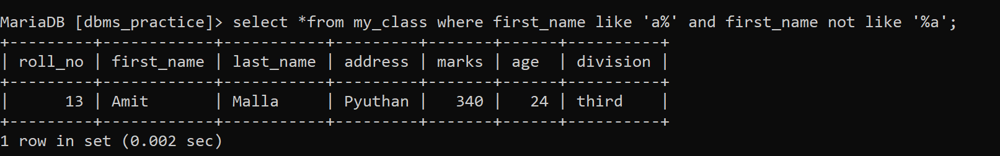 MariaDB [dbms_practice]> select *from my_class where first_name like 'a%' and first_name not like '%a';
+---------+------------+-----------+---------+-------+------+----------+
| roll_no | first_name | last_name | address | marks | age  | division |
+---------+------------+-----------+---------+-------+------+----------+
|      13 | Amit       | Malla     | Pyuthan |   340 |   24 | third    |
+---------+------------+-----------+---------+-------+------+----------+
1 row in set (0.002 sec)